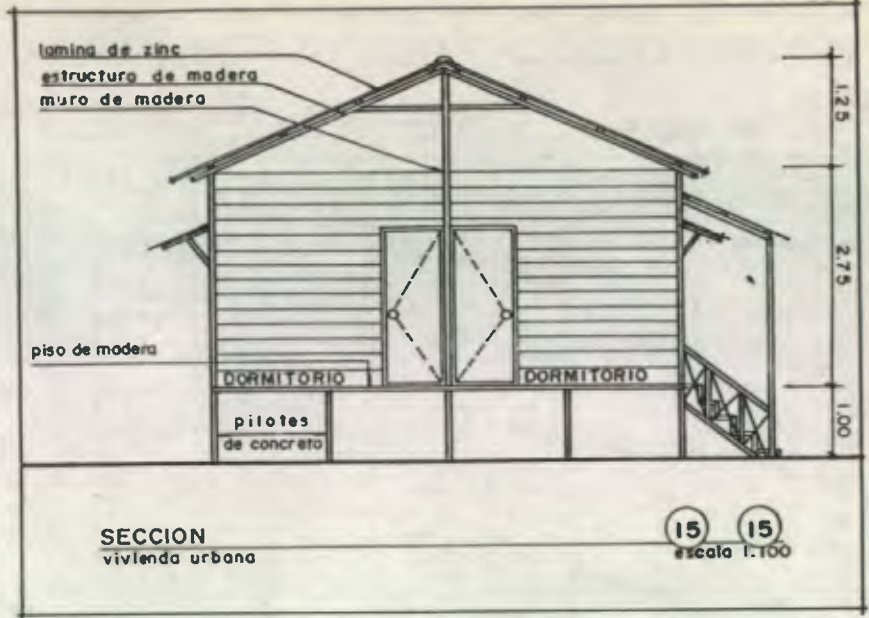 lamina de zinc
estructura de madera
muro de madera
1.25
2.75
piso de madera
DORMITORIO
DORMITORIO
1.00
pilotes
de concreto
SECCION
vivienda urbana
15 15
escala 1.100